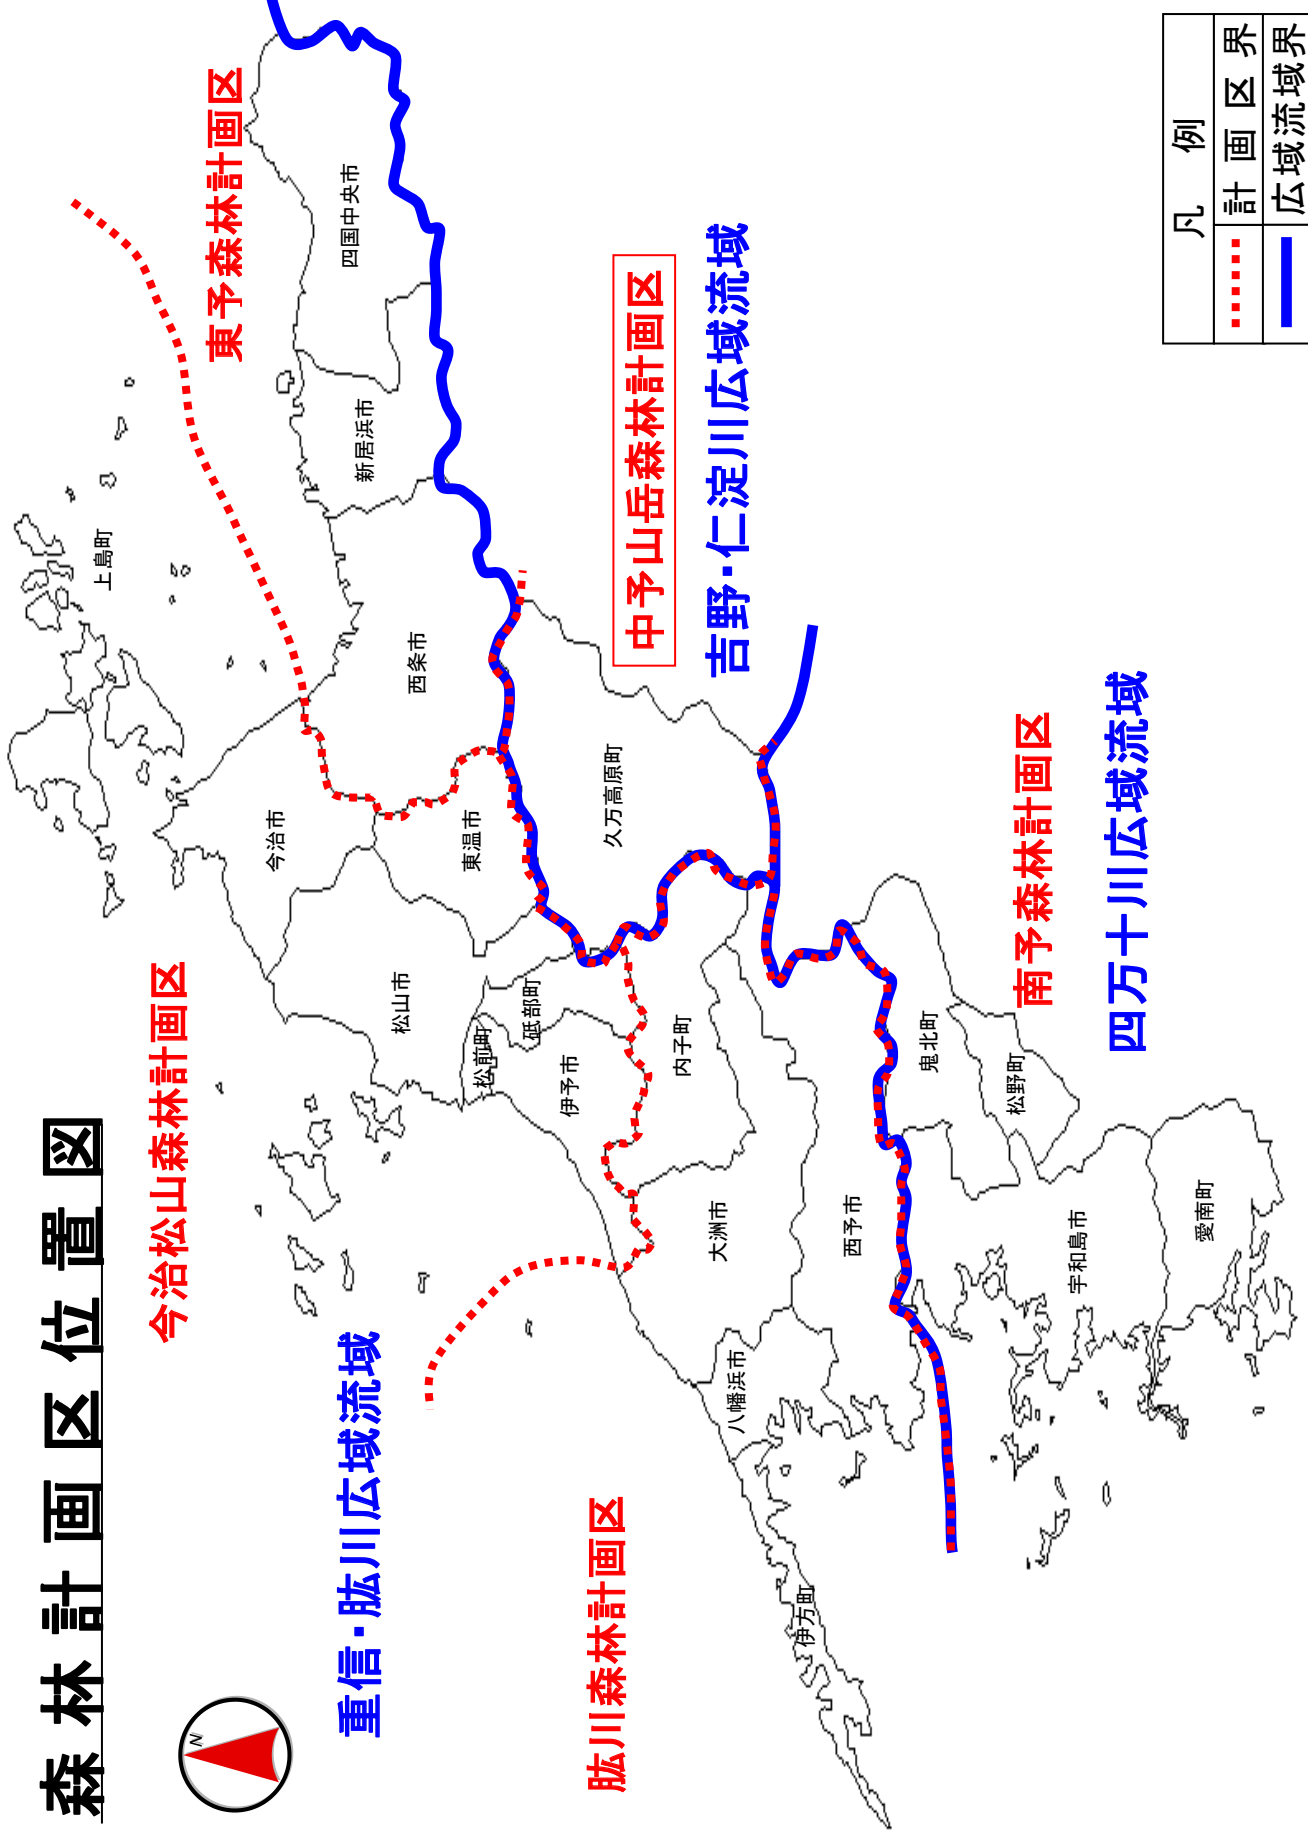 森林計画区位置図
N
今治松山森林計画区
東予森林計画区
重信・肱川広域流域
肱川森林計画区
中予山岳森林計画区
吉野・仁淀川広域流域
南予森林計画区
四万十川広域流域
上島町
今治市
西条市
新居浜市
四国中央市
松山市
東温市
松前町
砥部町
伊予市
久万高原町
内子町
大洲市
八幡浜市
伊方町
西予市
鬼北町
松野町
宇和島市
愛南町
凡例
計画区界
広域流域界